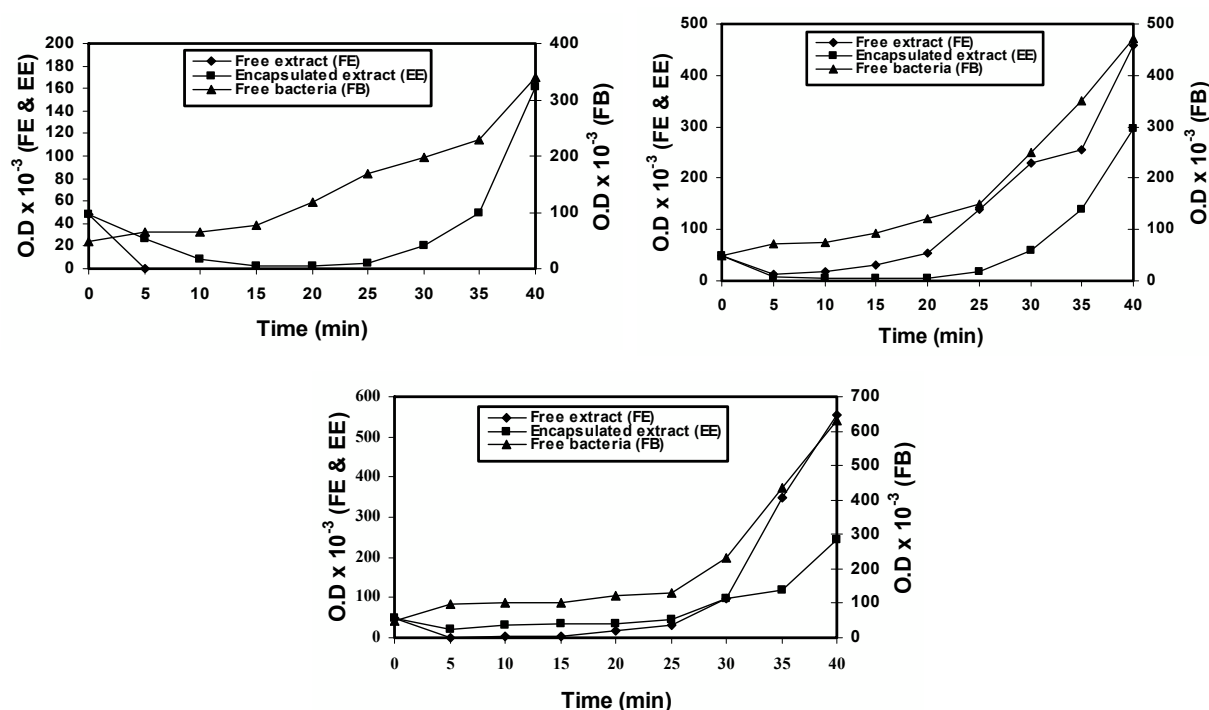 200
180
160
140
120
100
80
60
40
20
0
O.D x 10⁻³ (FE & EE)
Free extract (FE)
Encapsulated extract (EE)
Free bacteria (FB)
400
300
200
100
0
O.D x 10⁻³ (FB)
0 5 10 15 20 25 30 35 40
Time (min)
500
400
300
200
100
0
O.D x 10⁻³ (FE & EE)
Free extract (FE)
Encapsulated extract (EE)
Free bacteria (FB)
500
400
300
200
100
0
O.D x 10⁻³ (FB)
0 5 10 15 20 25 30 35 40
Time (min)
600
500
400
300
200
100
0
O.D x 10⁻³ (FE & EE)
Free extract (FE)
Encapsulated extract (EE)
Free bacteria (FB)
700
600
500
400
300
200
100
0
O.D x 10⁻³ (FB)
0 5 10 15 20 25 30 35 40
Time (min)